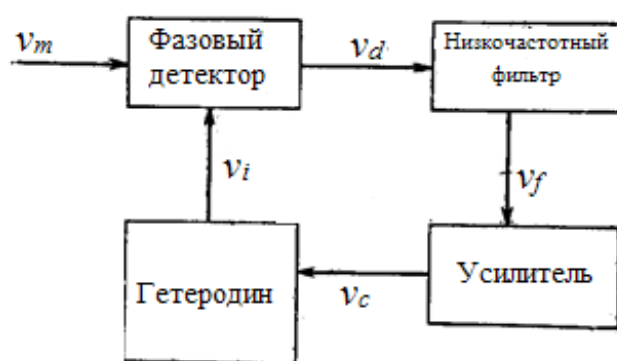 v_m
Фазовый
детектор
v_d
Низкочастотный
фильтр
v_i
v_f
Гетеродин
v_c
Усилитель